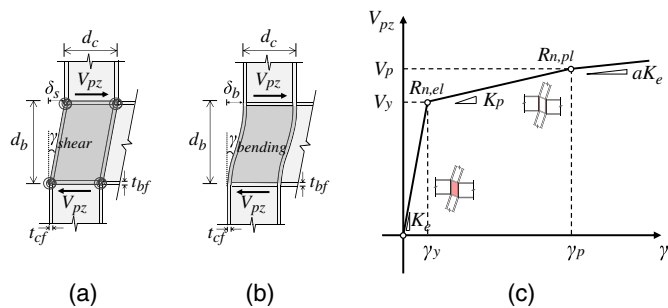 d_c
V_pz
δ_s
γ_shear
d_b
t_bf
V_pz
t_cf
(a)
d_c
V_pz
δ_b
γ_bending
d_b
t_bf
V_pz
t_cf
(b)
V_pz
V_p
R_n,pl
aK_e
V_y
R_n,el
K_p
K_e
γ_y
γ_p
γ
(c)